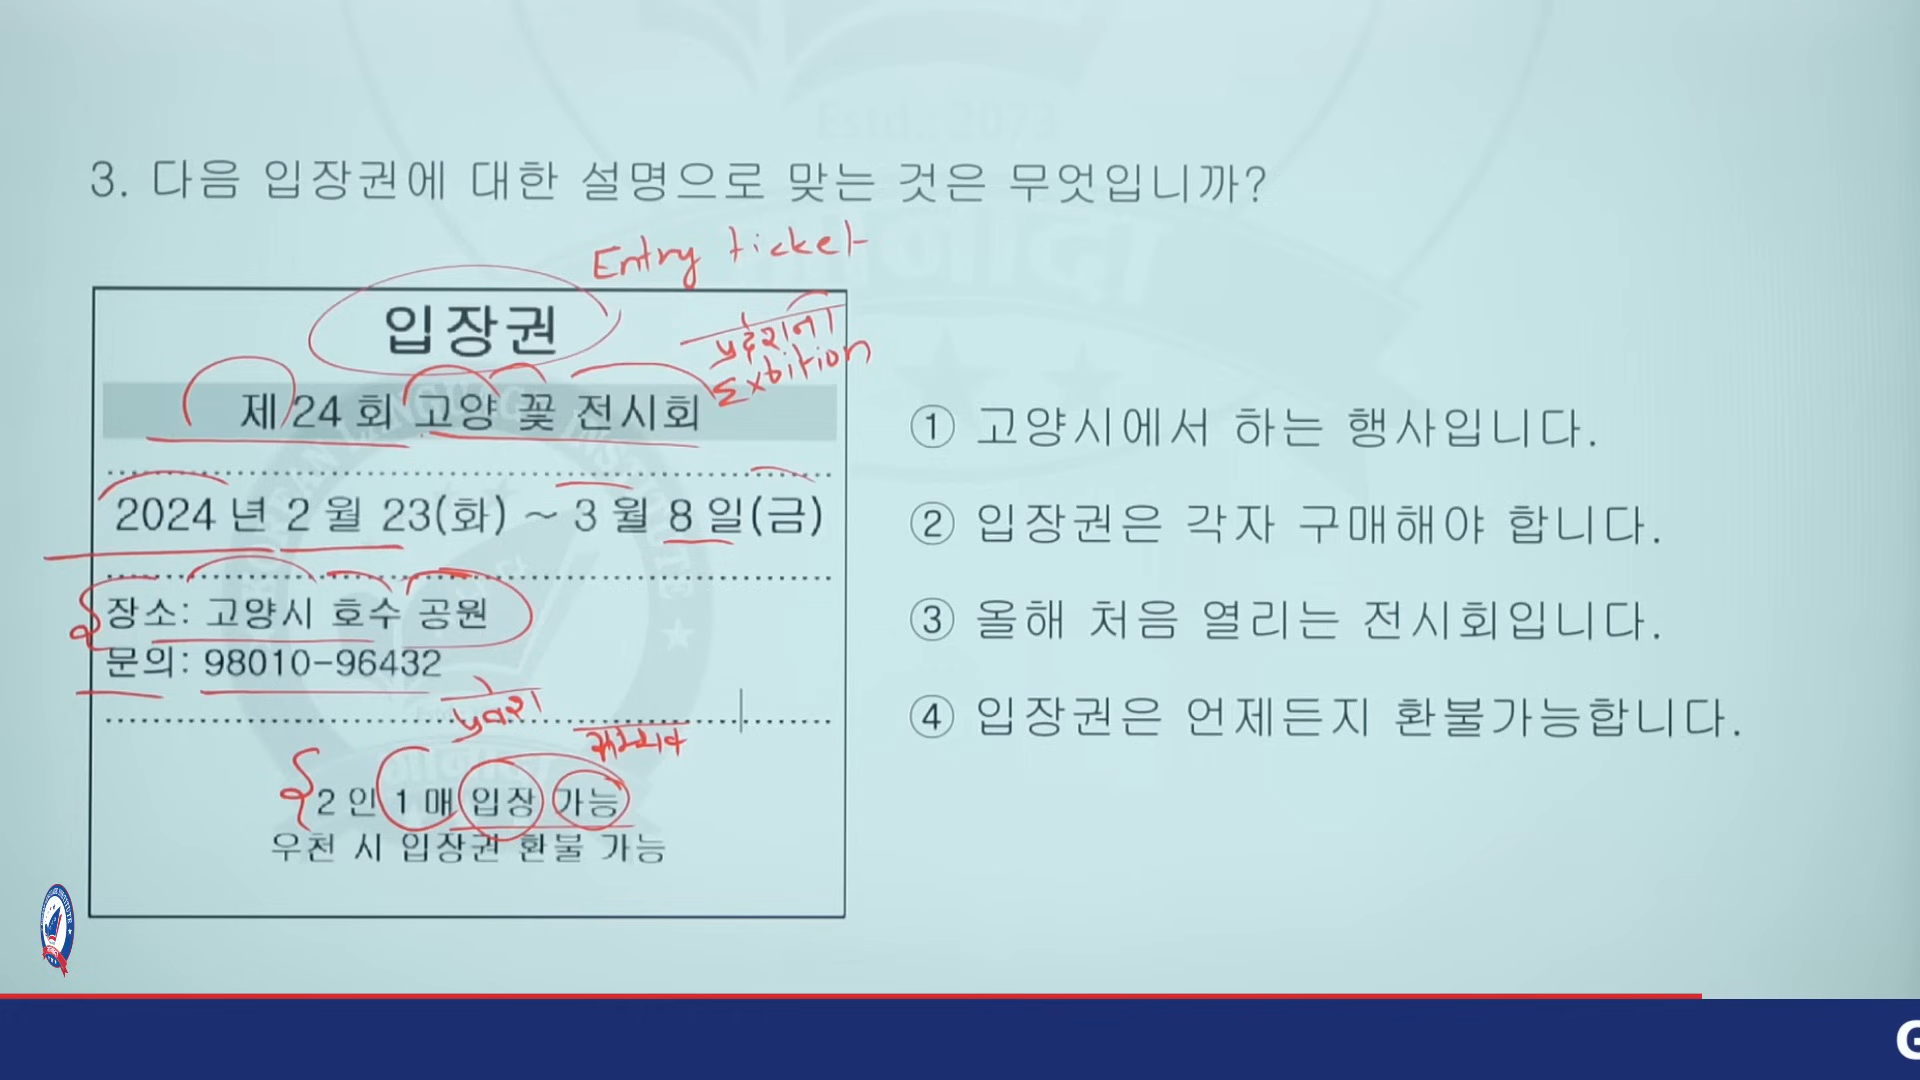 Estd.: 2073
3. 다음 입장권에 대한 설명으로 맞는 것은 무엇입니까?
Entry ticket
입장권
Exbition
제 24 회 고양 꽃 전시회
2024 년 2 월 23(화) ~ 3 월 8 일(금)
장소: 고양시 호수 공원
문의: 98010-96432
प्रवेश
2 인 1 매 입장 가능
우천 시 입장권 환불 가능
① 고양시에서 하는 행사입니다.
② 입장권은 각자 구매해야 합니다.
③ 올해 처음 열리는 전시회입니다.
④ 입장권은 언제든지 환불가능합니다.
G